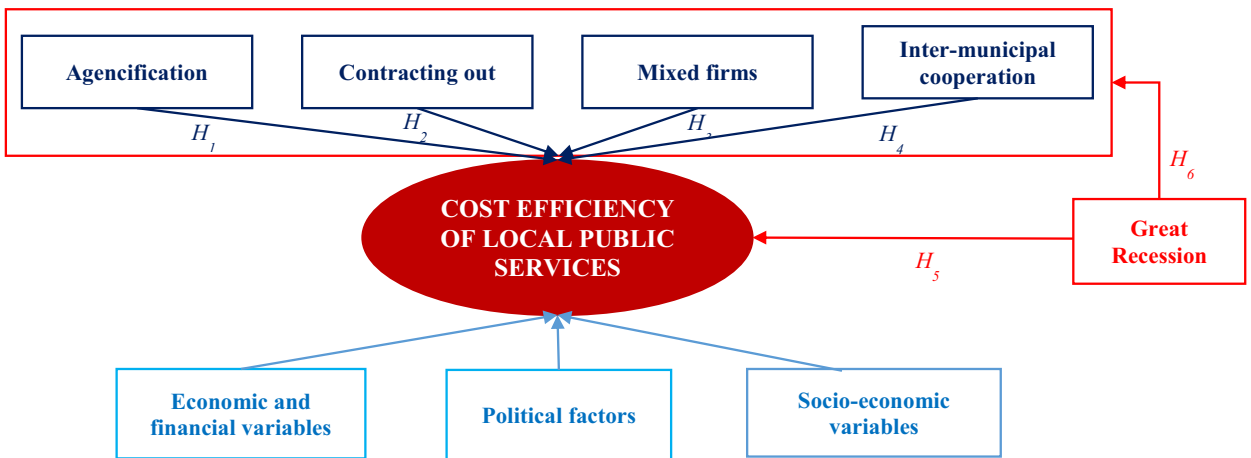 Agencification
Contracting out
Mixed firms
Inter-municipal
cooperation
H1
H2
H
H4
COST EFFICIENCY
OF LOCAL PUBLIC
SERVICES
H5
H6
Great
Recession
Economic and
financial variables
Political factors
Socio-economic
variables